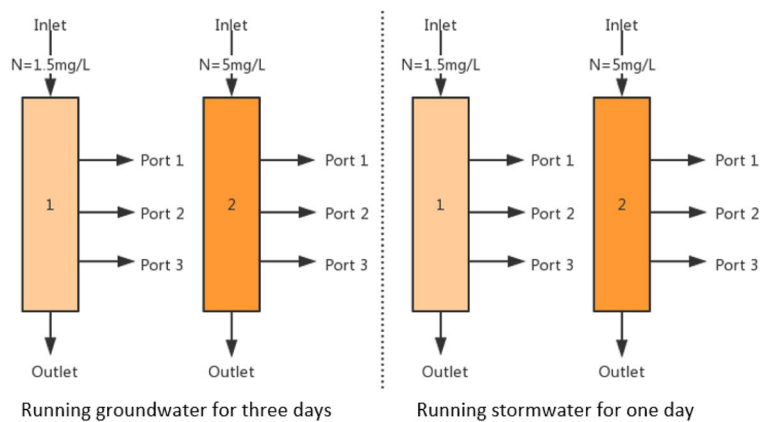 Inlet Inlet Inlet Inlet
N=1.5mg/L N=5mg/L N=1.5mg/L N=5mg/L
Port 1 Port 1 Port 1 Port 1
1 2 1 2
Port 2 Port 2 Port 2 Port 2
Port 3 Port 3 Port 3 Port 3
Outlet Outlet Outlet Outlet
Running groundwater for three days Running stormwater for one day